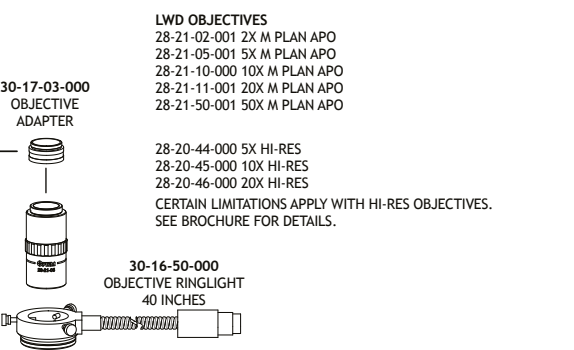 LWD OBJECTIVES
28-21-02-001 2X M PLAN APO
28-21-05-001 5X M PLAN APO
28-21-10-000 10X M PLAN APO
28-21-11-001 20X M PLAN APO
28-21-50-001 50X M PLAN APO
30-17-03-000
OBJECTIVE
ADAPTER
28-20-44-000 5X HI-RES
28-20-45-000 10X HI-RES
28-20-46-000 20X HI-RES
CERTAIN LIMITATIONS APPLY WITH HI-RES OBJECTIVES.
SEE BROCHURE FOR DETAILS.
30-16-50-000
OBJECTIVE RINGLIGHT
40 INCHES